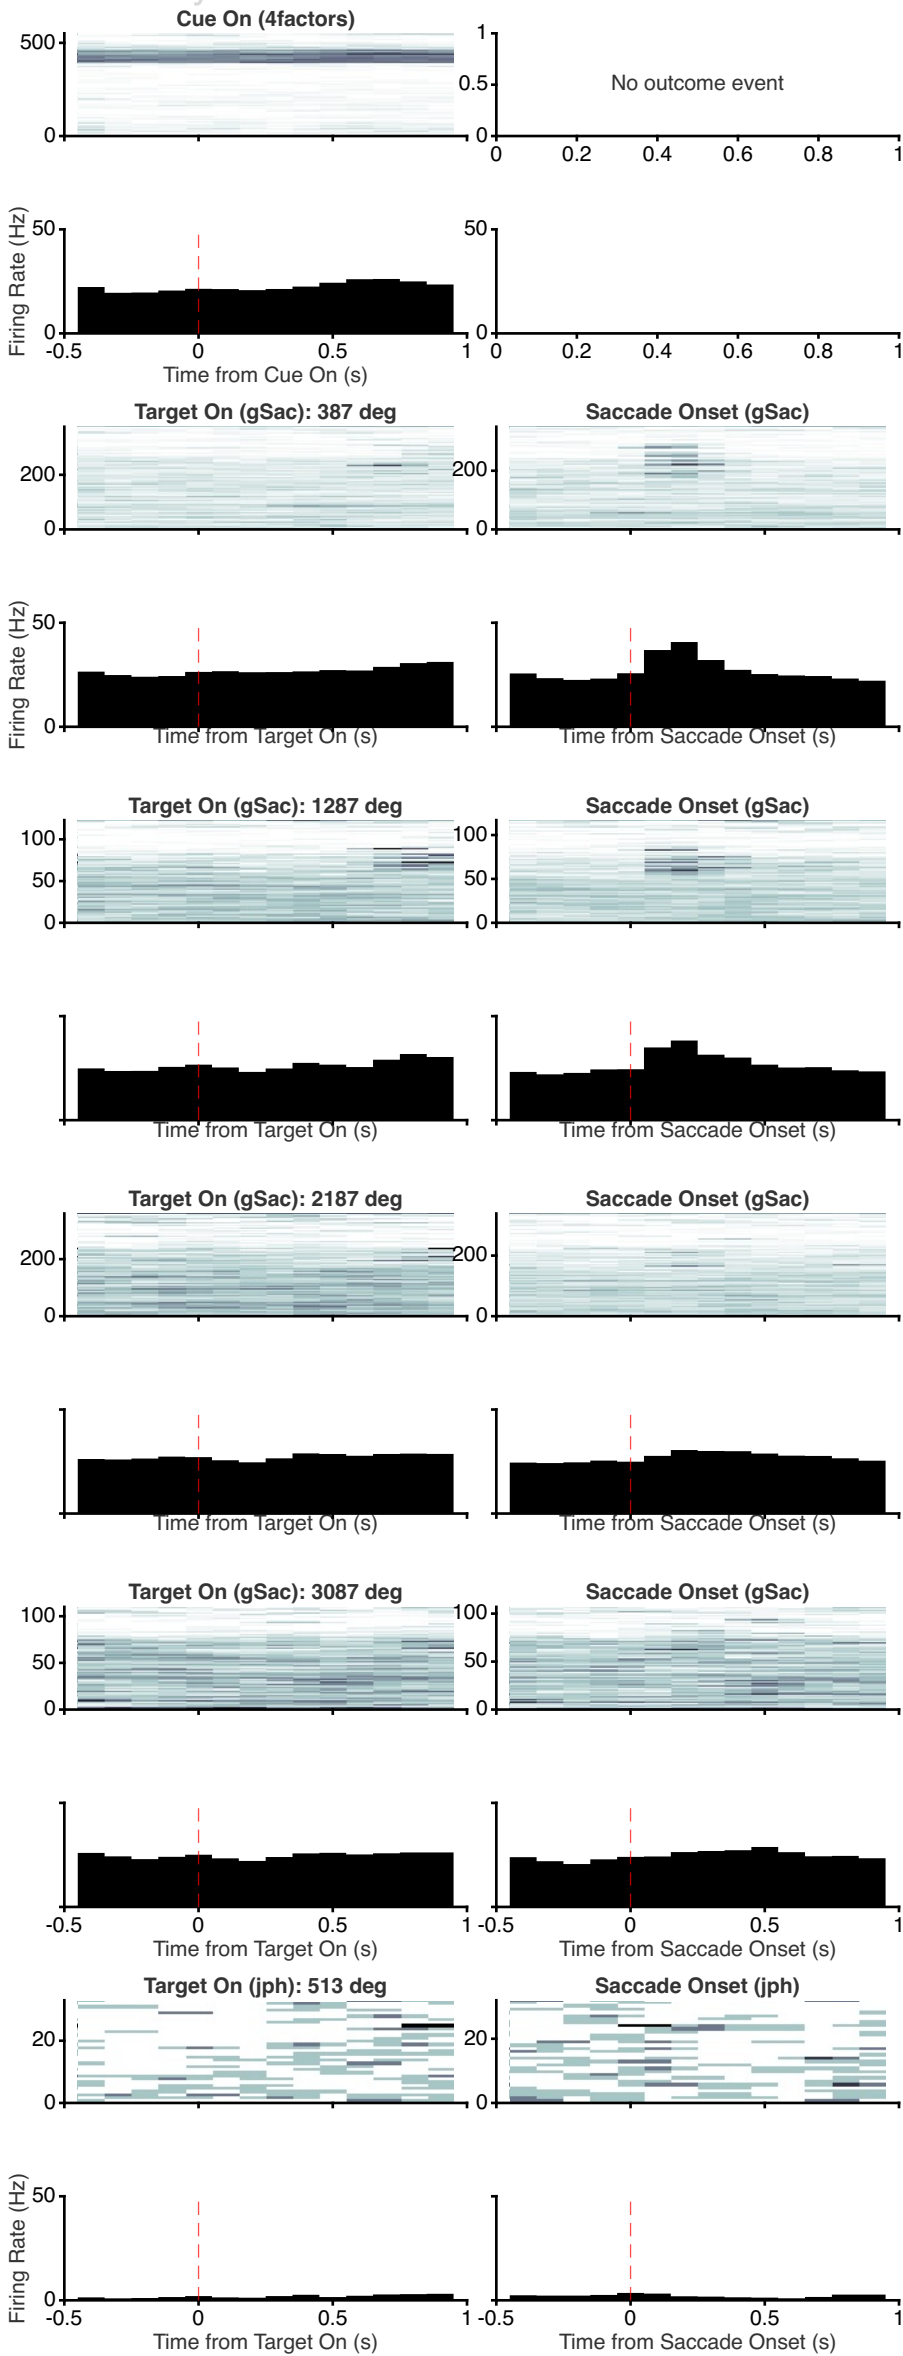 Cue On (4factors)
500
0
1
0.5
0
No outcome event
0 0.2 0.4 0.6 0.8 1
Firing Rate (Hz)
50
0
-0.5 0 0.5 1
Time from Cue On (s)
50
0
0 0.2 0.4 0.6 0.8 1
Target On (gSac): 387 deg
200
0
Saccade Onset (gSac)
200
0
Firing Rate (Hz)
50
0
Time from Target On (s)
Time from Saccade Onset (s)
Target On (gSac): 1287 deg
100
50
0
Saccade Onset (gSac)
100
50
0
Time from Target On (s)
Time from Saccade Onset (s)
Target On (gSac): 2187 deg
200
0
Saccade Onset (gSac)
200
0
Time from Target On (s)
Time from Saccade Onset (s)
Target On (gSac): 3087 deg
100
50
0
Saccade Onset (gSac)
100
50
0
-0.5 0 0.5 1
Time from Target On (s)
-0.5 0 0.5 1
Time from Saccade Onset (s)
Target On (jph): 513 deg
20
0
Saccade Onset (jph)
20
0
Firing Rate (Hz)
50
0
-0.5 0 0.5 1
Time from Target On (s)
-0.5 0 0.5 1
Time from Saccade Onset (s)